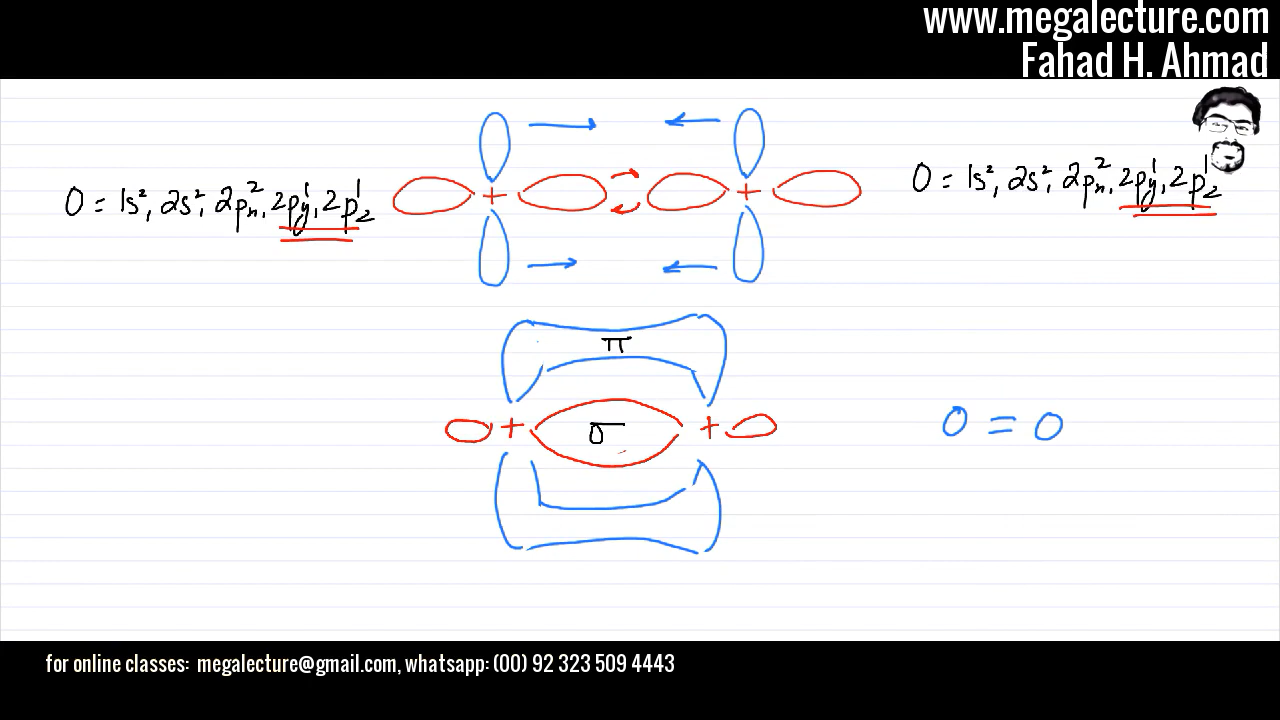 www.megalecture.com
Fahad H. Ahmad
O = 1s², 2s², 2pₓ², 2py¹, 2pz¹
O = 1s², 2s², 2pₓ², 2py¹, 2pz¹
+ +
π
+ σ +
O = O
for online classes: megalecture@gmail.com, whatsapp: (00) 92 323 509 4443